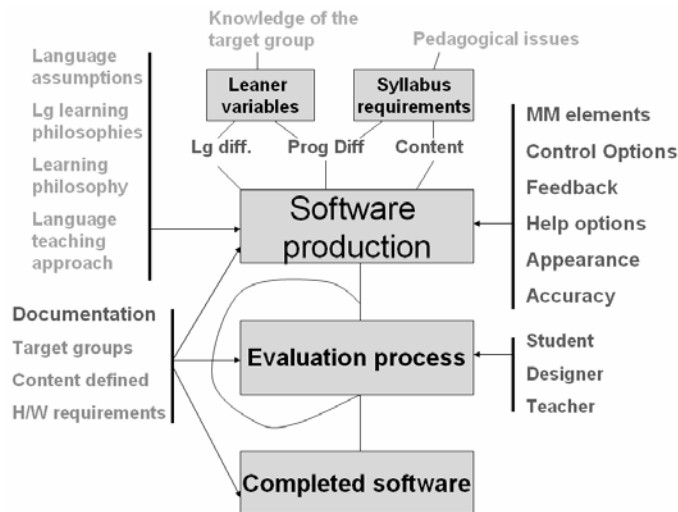 Knowledge of the
target group
Pedagogical issues
Language
assumptions
Lg learning
philosophies
Learning
philosophy
Language
teaching
approach
Leaner
variables
Syllabus
requirements
Lg diff.
Prog Diff
Content
MM elements
Control Options
Feedback
Help options
Appearance
Accuracy
Software
production
Documentation
Target groups
Content defined
H/W requirements
Evaluation process
Student
Designer
Teacher
Completed software